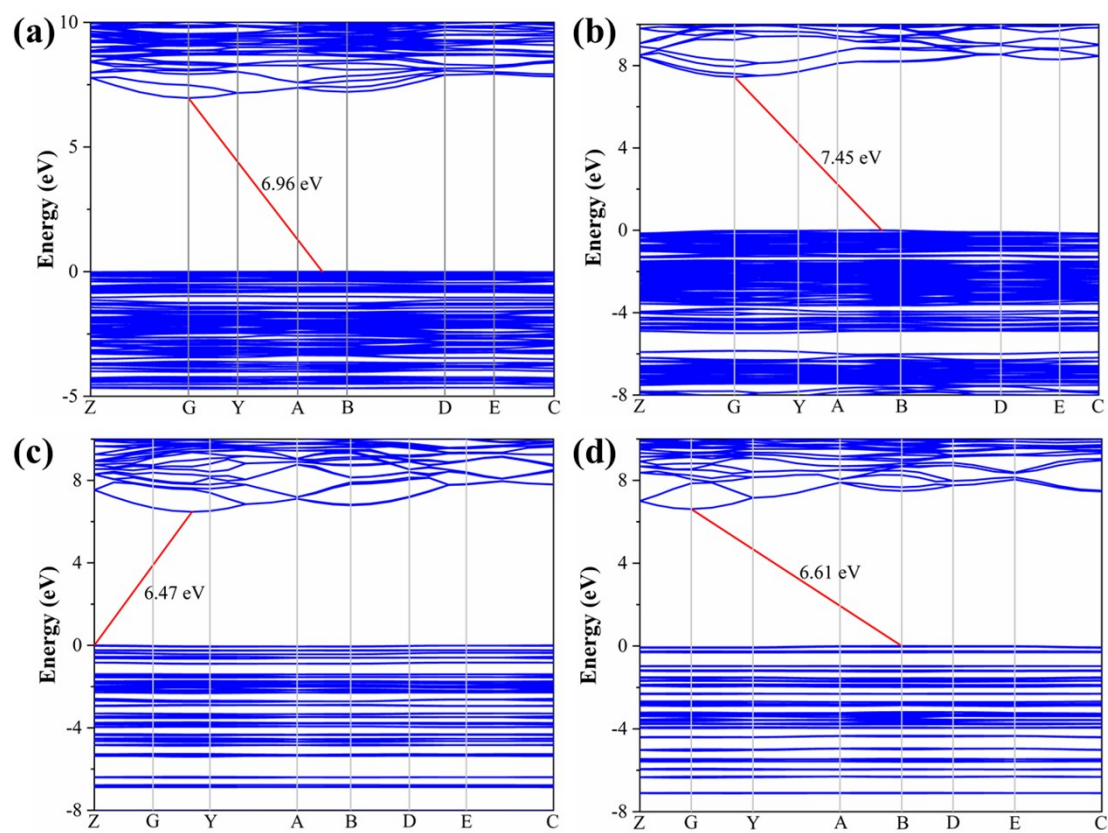 (a)
10
5
0
-5
Energy (eV)
6.96 eV
Z G Y A B D E C
(b)
8
4
0
-4
-8
Energy (eV)
7.45 eV
Z G Y A B D E C
(c)
8
4
0
-4
-8
Energy (eV)
6.47 eV
Z G Y A B D E C
(d)
8
4
0
-4
-8
Energy (eV)
6.61 eV
Z G Y A B D E C